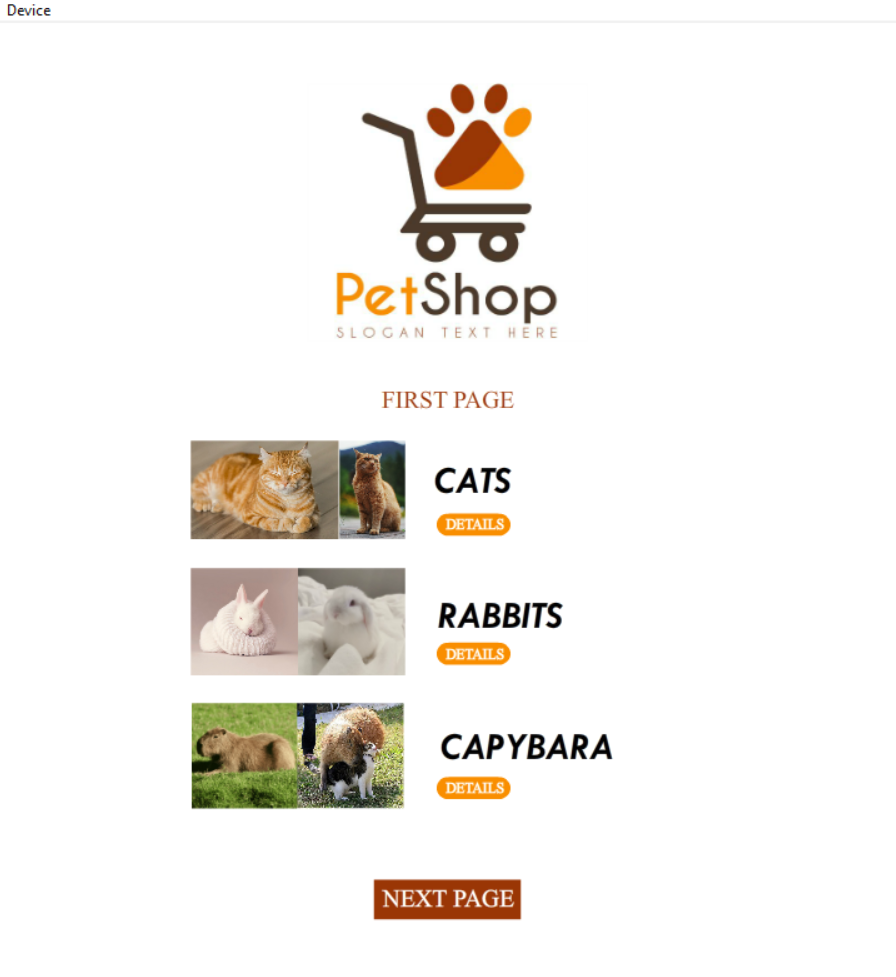 Device
PetShop
SLOGAN TEXT HERE
FIRST PAGE
CATS
DETAILS
RABBITS
DETAILS
CAPYBARA
DETAILS
NEXT PAGE